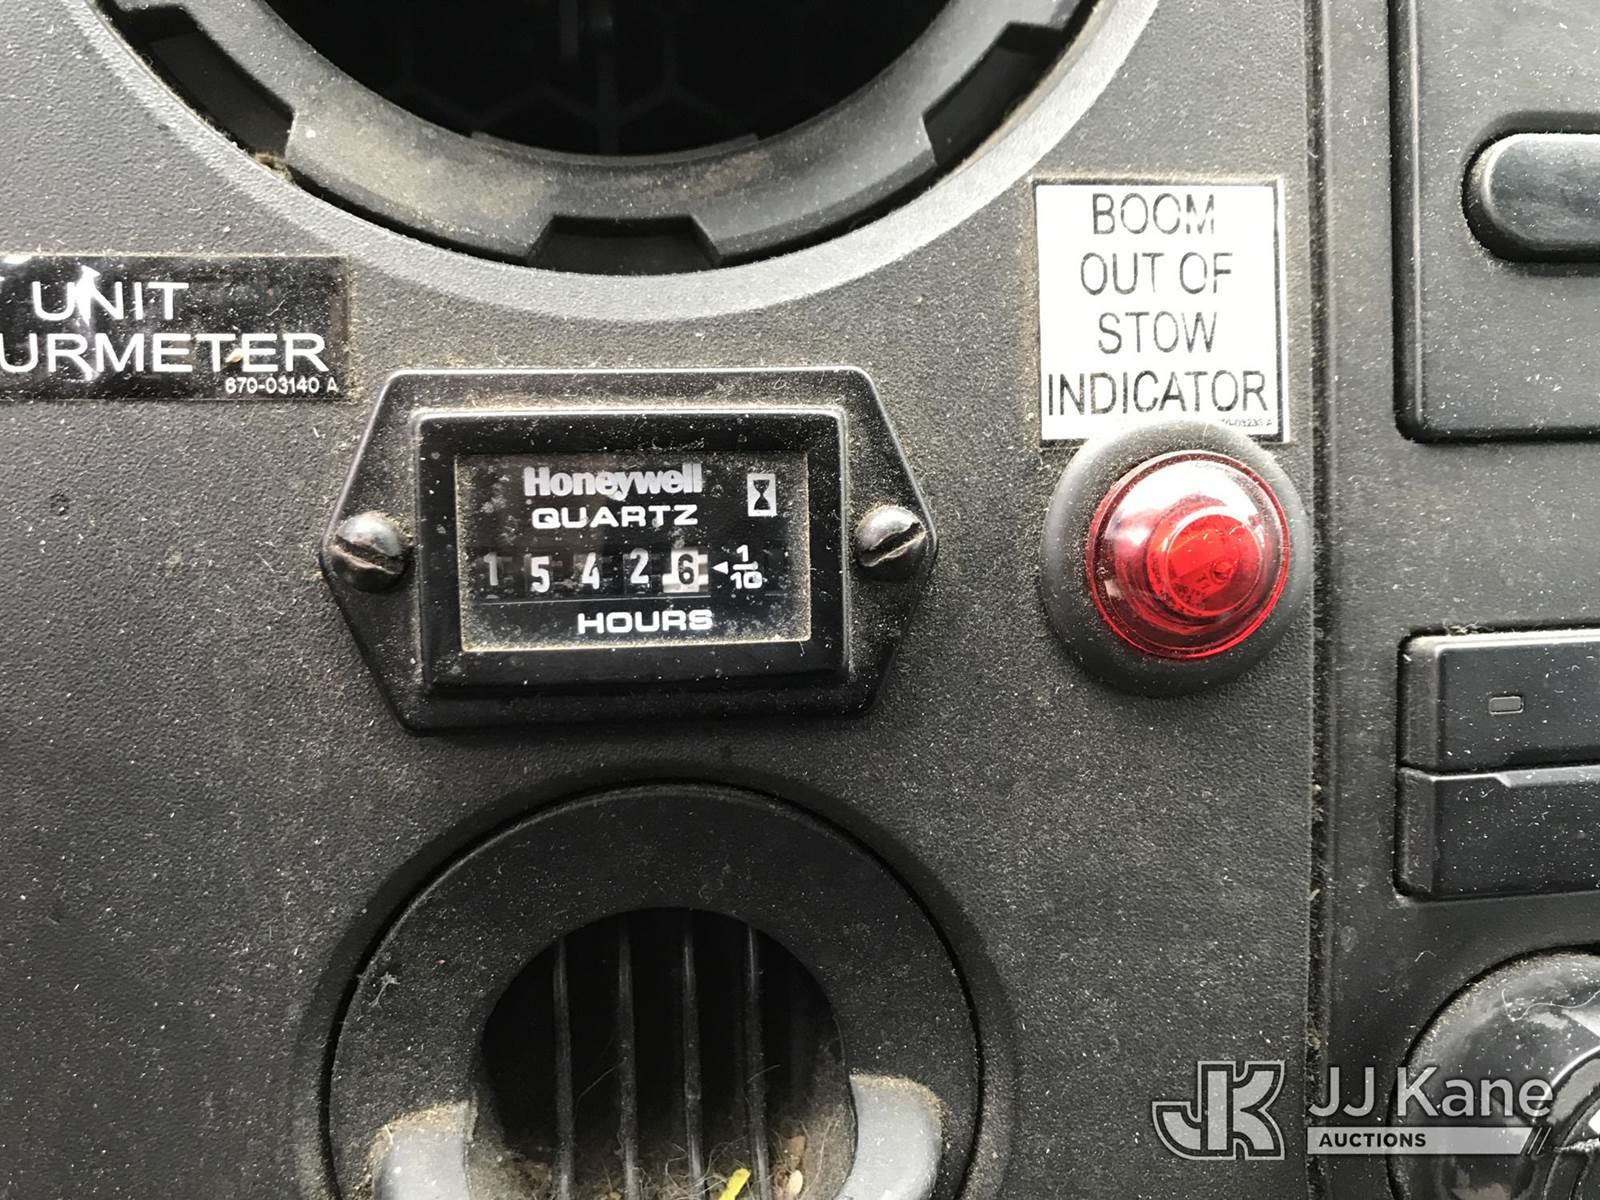 BOOM
OUT OF
STOW
INDICATOR
UNIT
URMETER
670-03140 A
Honeywell
QUARTZ
1 5 4 2 6 1/10
HOURS
JK JJ Kane
AUCTIONS